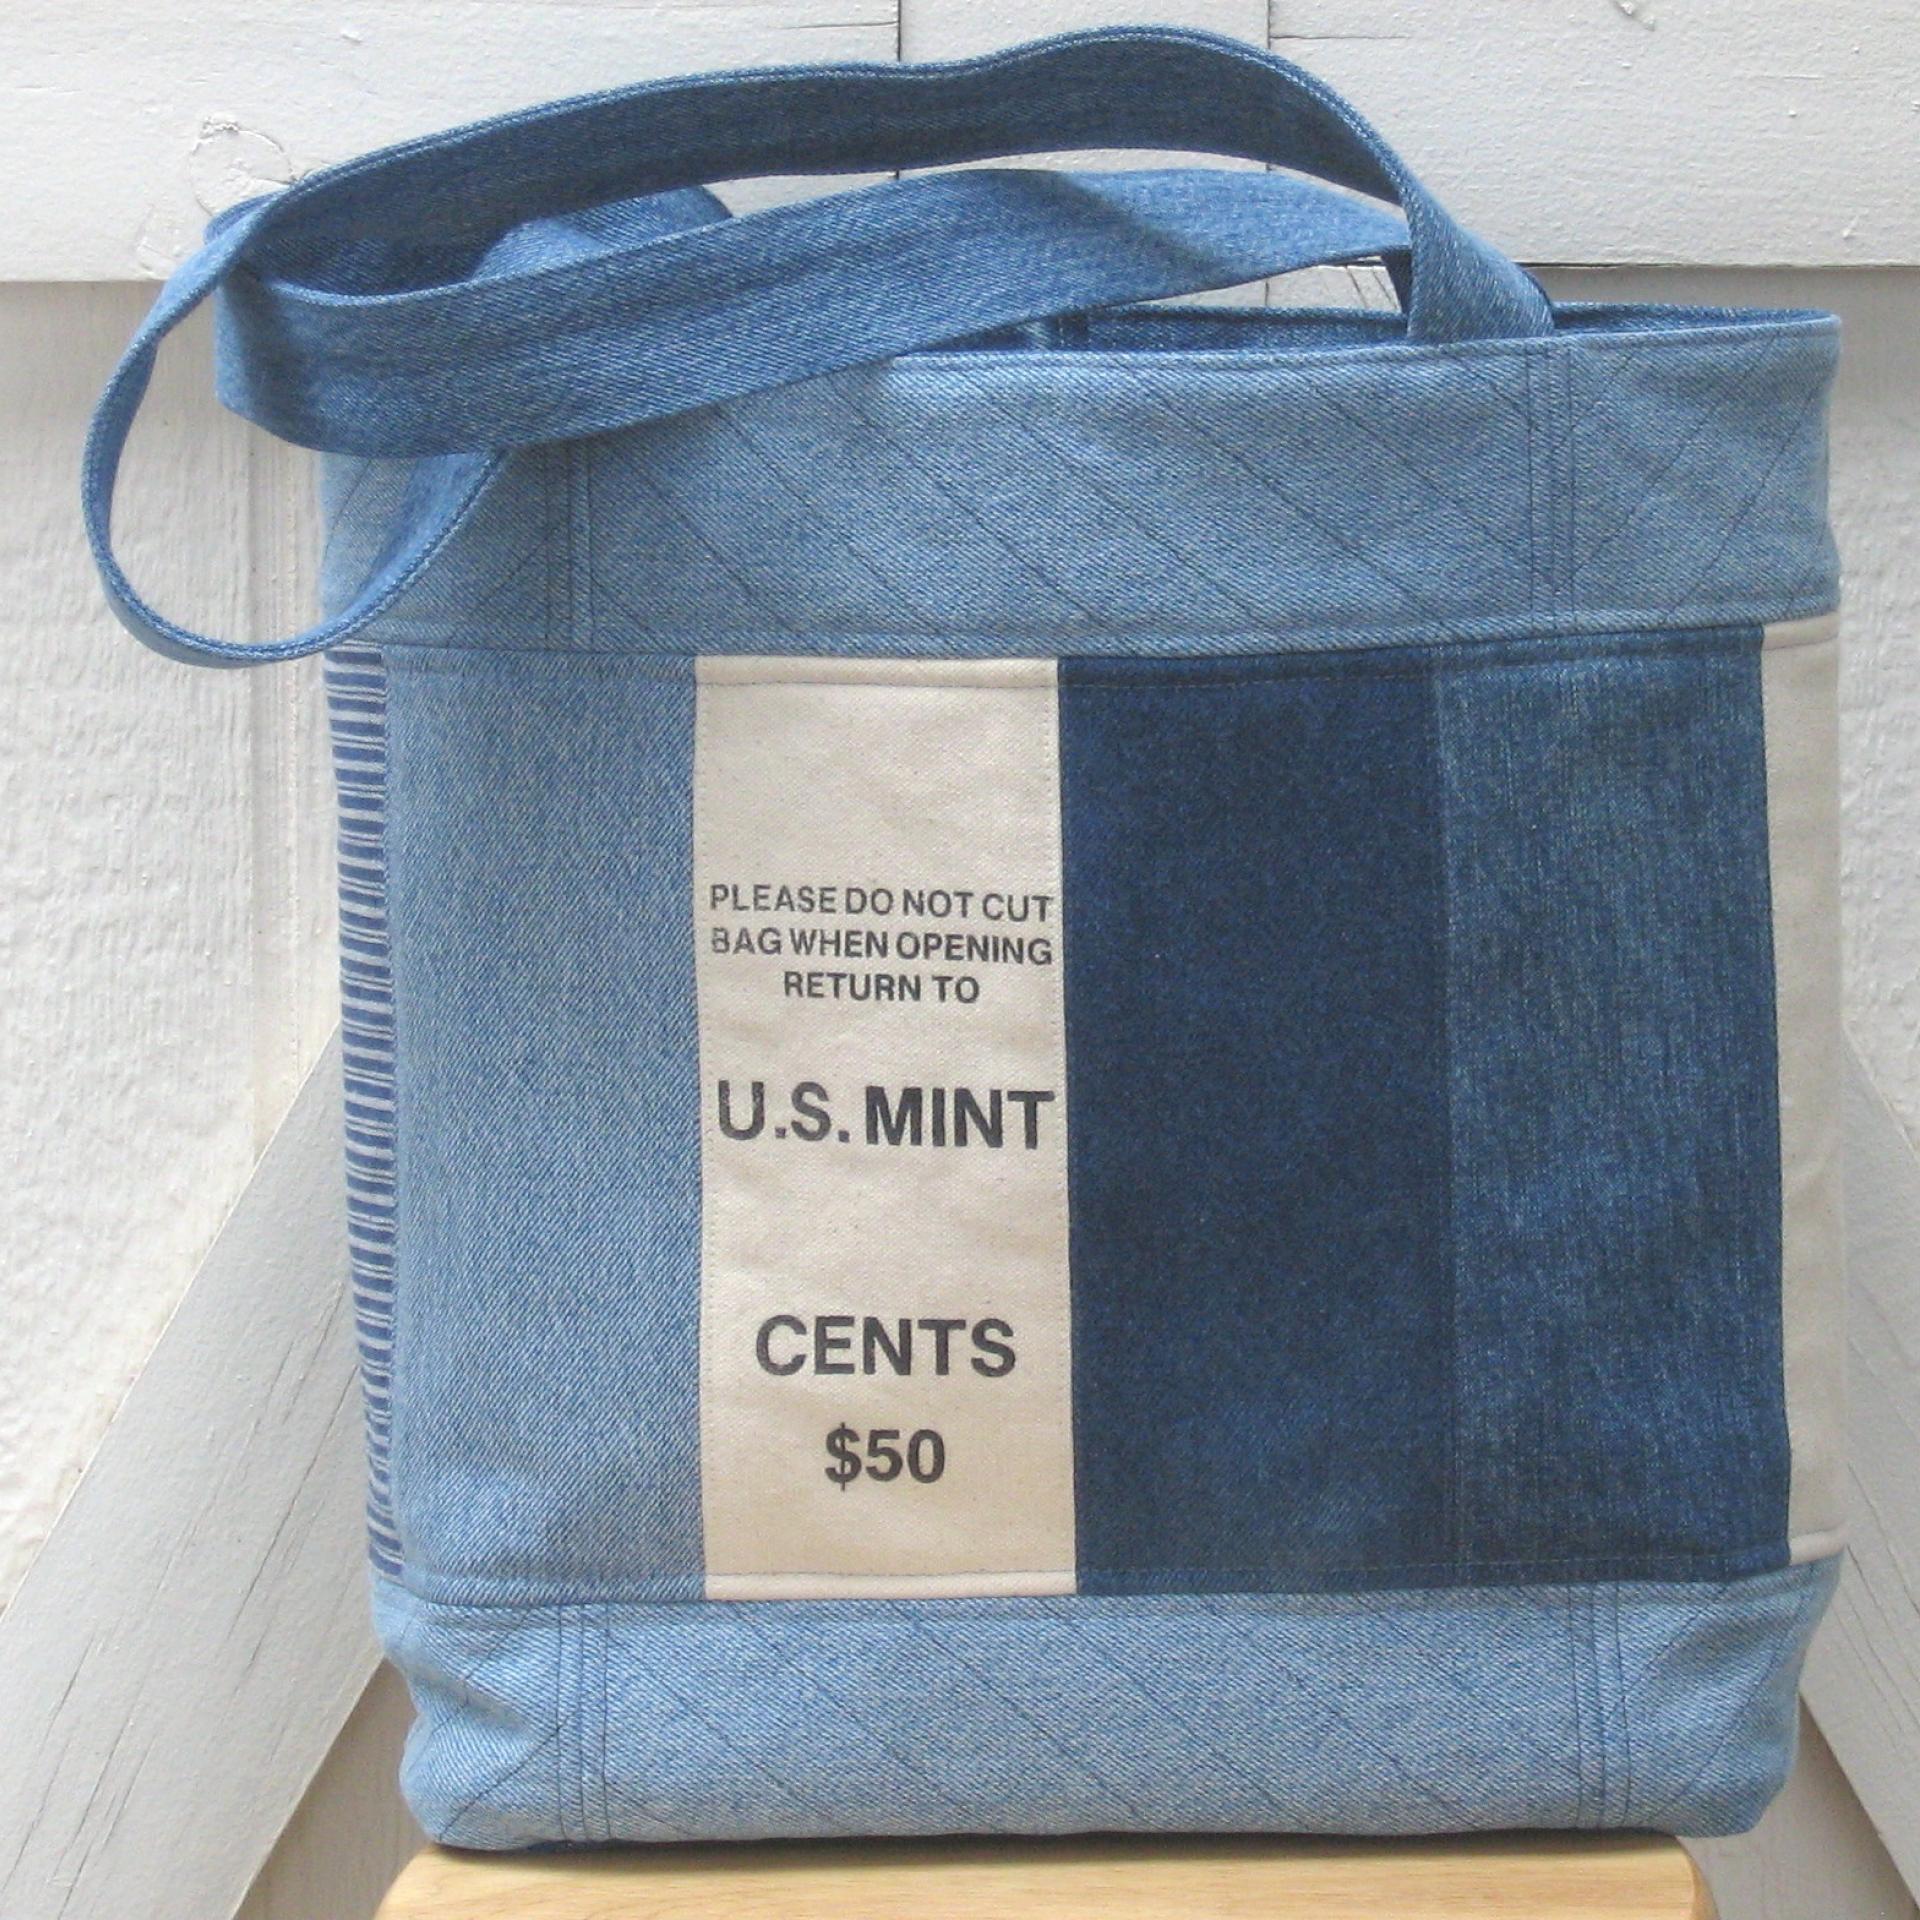 PLEASE DO NOT CUT
BAG WHEN OPENING
RETURN TO
U.S. MINT
CENTS
$50